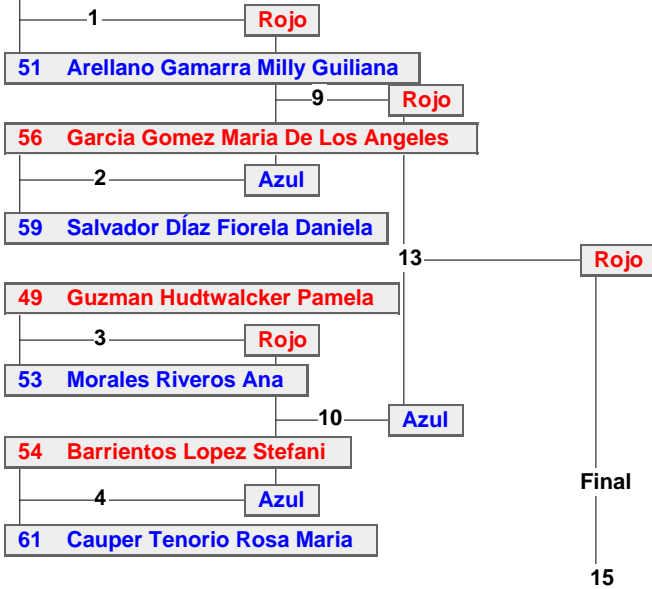 1 Rojo
51 Arellano Gamarra Milly Guiliana
9 Rojo
56 Garcia Gomez Maria De Los Angeles
2 Azul
59 Salvador Díaz Fiorela Daniela
13 Rojo
49 Guzman Hudtwalcker Pamela
3 Rojo
53 Morales Riveros Ana
10 Azul
54 Barrientos Lopez Stefani
Final
4 Azul
61 Cauper Tenorio Rosa Maria
15